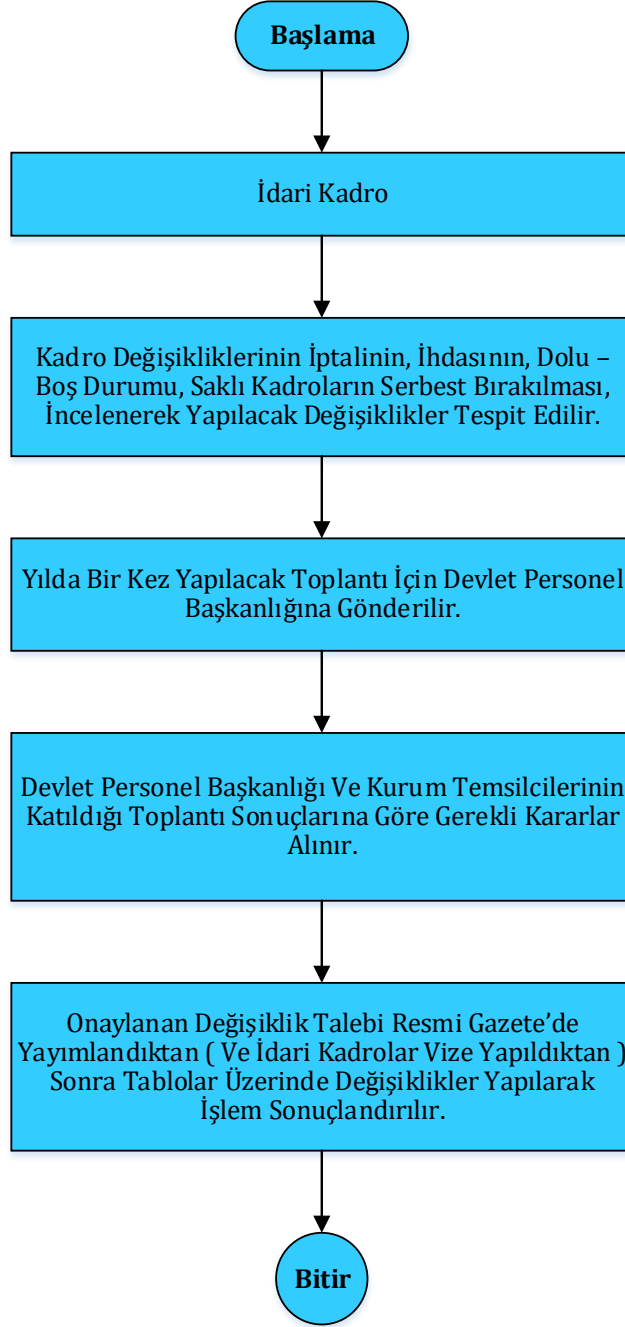 Başlama
İdari Kadro
Kadro Değişikliklerinin İptalinin, İhdasının, Dolu –
Boş Durumu, Saklı Kadroların Serbest Bırakılması,
İncelenerek Yapılacak Değişiklikler Tespit Edilir.
Yılda Bir Kez Yapılacak Toplantı İçin Devlet Personel
Başkanlığına Gönderilir.
Devlet Personel Başkanlığı Ve Kurum Temsilcilerinin
Katıldığı Toplantı Sonuçlarına Göre Gerekli Kararlar
Alınır.
Onaylanan Değişiklik Talebi Resmi Gazete’de
Yayımlandıktan ( Ve İdari Kadrolar Vize Yapıldıktan )
Sonra Tablolar Üzerinde Değişiklikler Yapılarak
İşlem Sonuçlandırılır.
Bitir